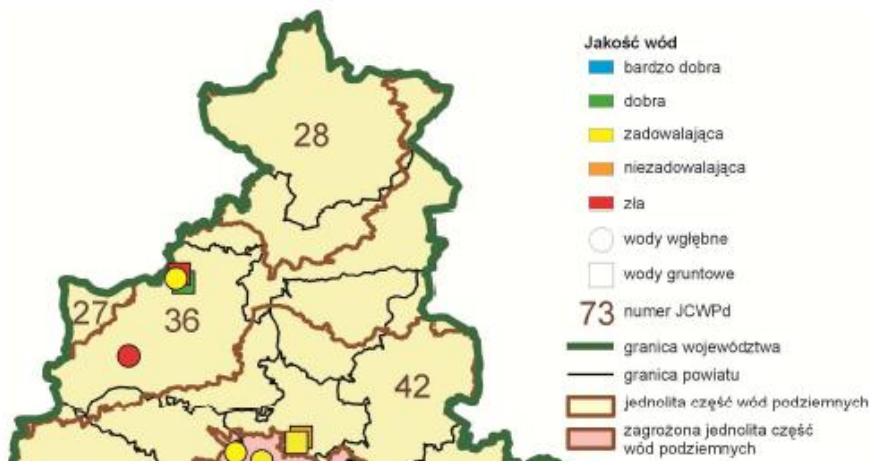 28
27
36
42
Jakość wód
bardzo dobra
dobra
zadowalająca
niezadowalająca
zła
wody wgłębne
wody gruntowe
73 numer JCWPd
granica województwa
granica powiatu
jednolita część wód podziemnych
zagrożona jednolita część
wód podziemnych